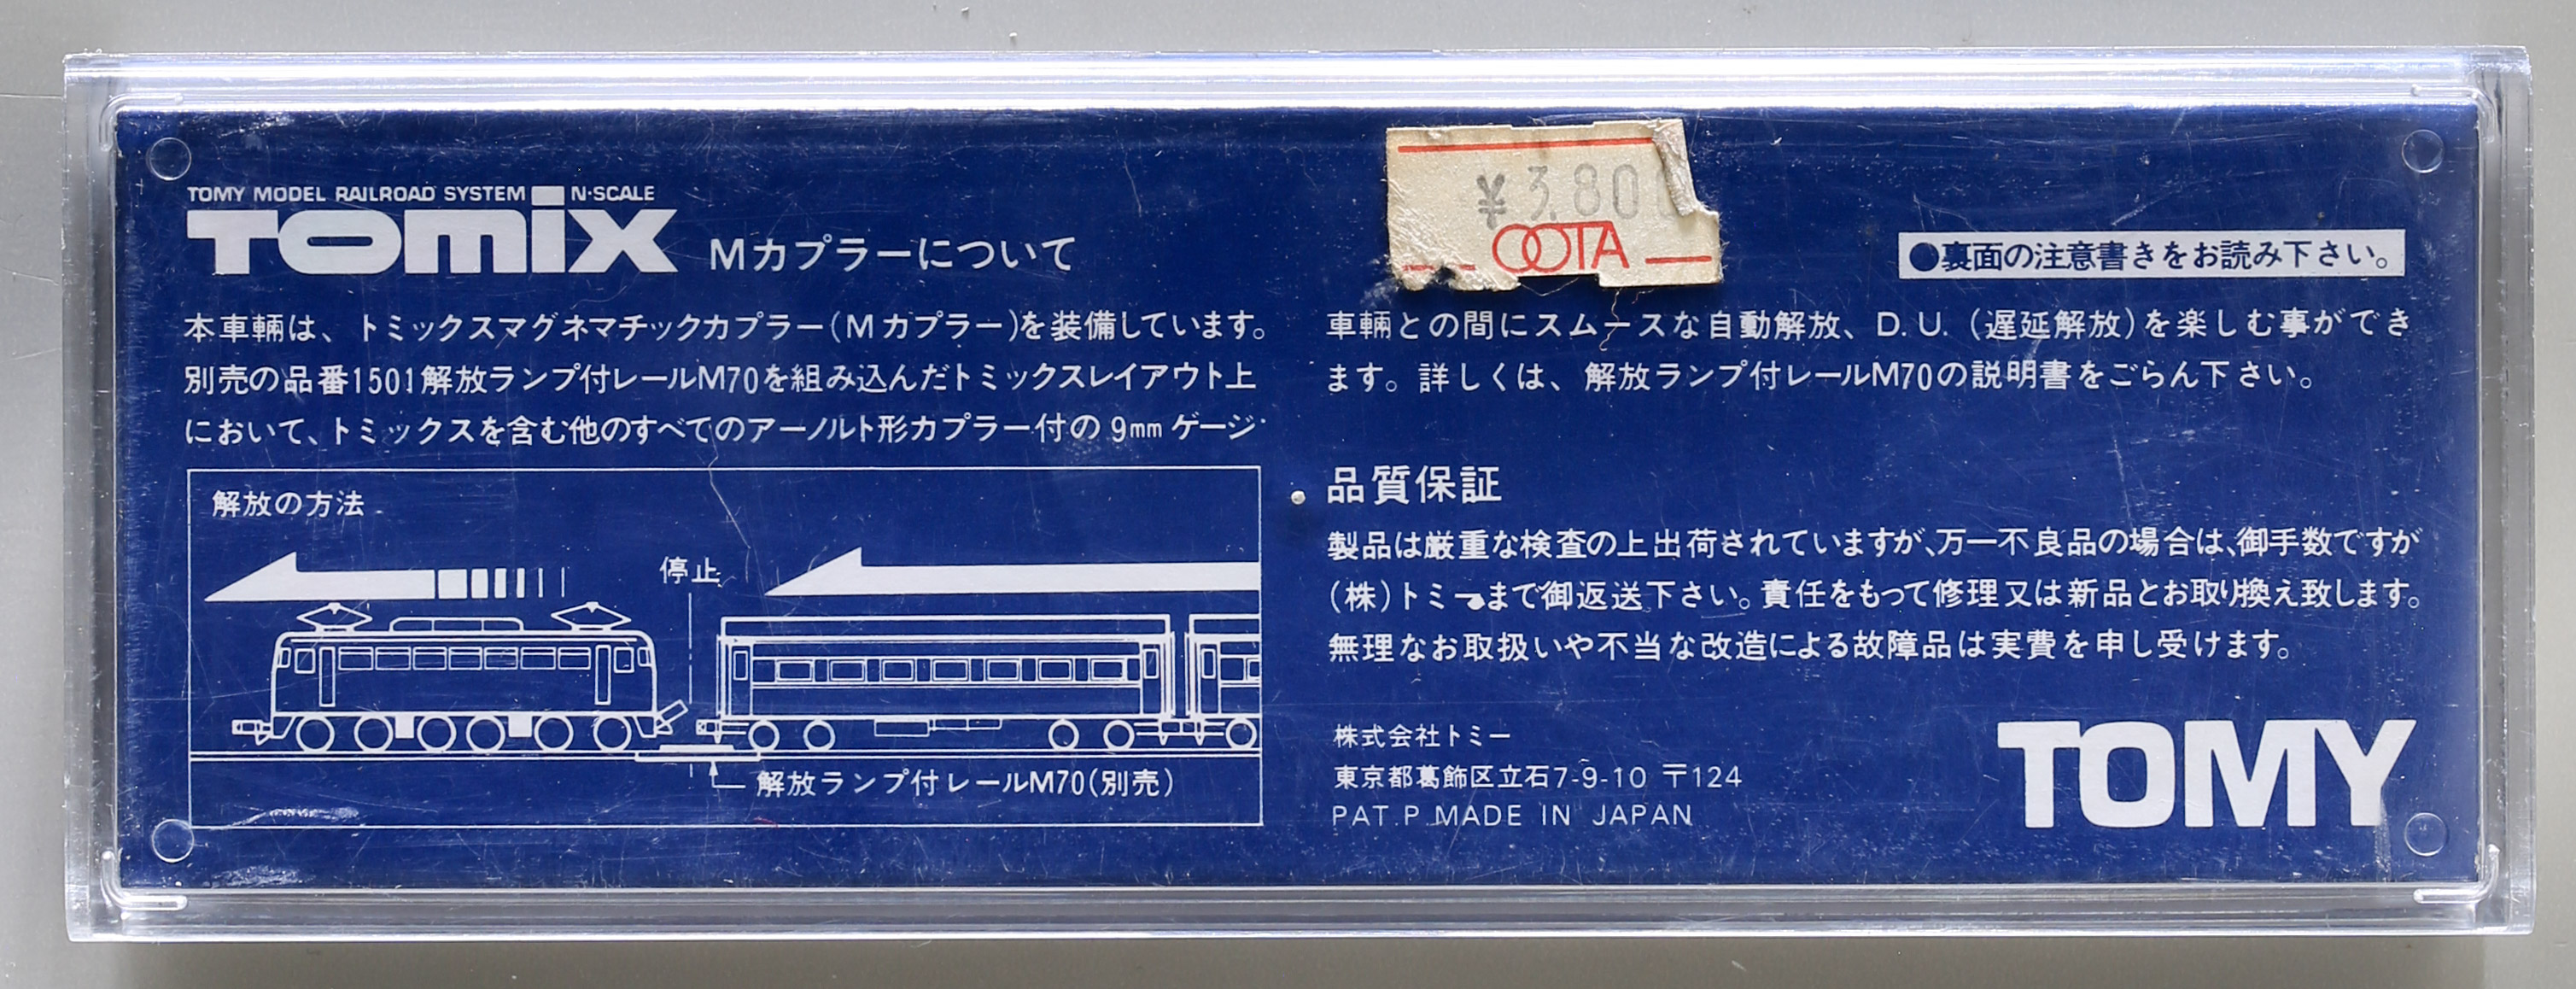 TOMY MODEL RAILROAD SYSTEM N·SCALE
TOMIX Mカプラーについて
本車輛は、トミックスマグネマチックカプラー(Mカプラー)を装備しています。
別売の品番1501解放ランプ付レールM70を組み込んだトミックスレイアウト上
において、トミックスを含む他のすべてのアーノルト形カプラー付の9mmゲージ
解放の方法
停止
解放ランプ付レールM70(別売)
¥3,800
OOTA
●裏面の注意書きをお読み下さい。
車輛との間にスムースな自動解放、D.U.(遅延解放)を楽しむ事ができ
ます。詳しくは、解放ランプ付レールM70の説明書をごらん下さい。
品質保証
製品は厳重な検査の上出荷されていますが、万一不良品の場合は、御手数ですが
(株)トミーまで御返送下さい。責任をもって修理又は新品とお取り換え致します。
無理なお取扱いや不当な改造による故障品は実費を申し受けます。
株式会社トミー
東京都葛飾区立石7-9-10 〒124
PAT.P MADE IN JAPAN
TOMY